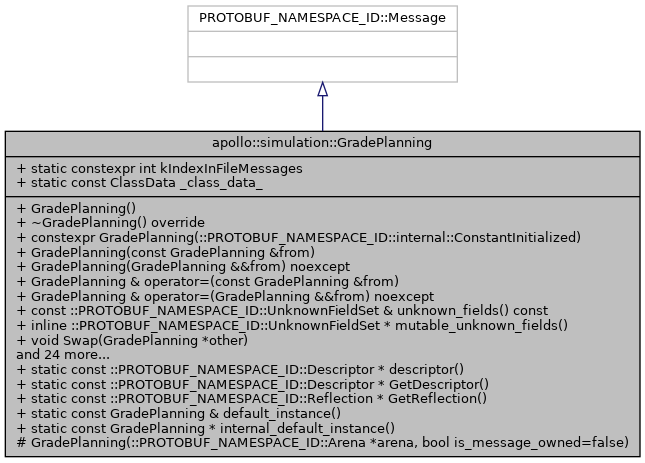 PROTOBUF_NAMESPACE_ID::Message
apollo::simulation::GradePlanning
+ static constexpr int kIndexInFileMessages
+ static const ClassData _class_data_
+ GradePlanning()
+ ~GradePlanning() override
+ constexpr GradePlanning(::PROTOBUF_NAMESPACE_ID::internal::ConstantInitialized)
+ GradePlanning(const GradePlanning &from)
+ GradePlanning(GradePlanning &&from) noexcept
+ GradePlanning & operator=(const GradePlanning &from)
+ GradePlanning & operator=(GradePlanning &&from) noexcept
+ const ::PROTOBUF_NAMESPACE_ID::UnknownFieldSet & unknown_fields() const
+ inline ::PROTOBUF_NAMESPACE_ID::UnknownFieldSet * mutable_unknown_fields()
+ void Swap(GradePlanning *other)
and 24 more...
+ static const ::PROTOBUF_NAMESPACE_ID::Descriptor * descriptor()
+ static const ::PROTOBUF_NAMESPACE_ID::Descriptor * GetDescriptor()
+ static const ::PROTOBUF_NAMESPACE_ID::Reflection * GetReflection()
+ static const GradePlanning & default_instance()
+ static const GradePlanning * internal_default_instance()
# GradePlanning(::PROTOBUF_NAMESPACE_ID::Arena *arena, bool is_message_owned=false)